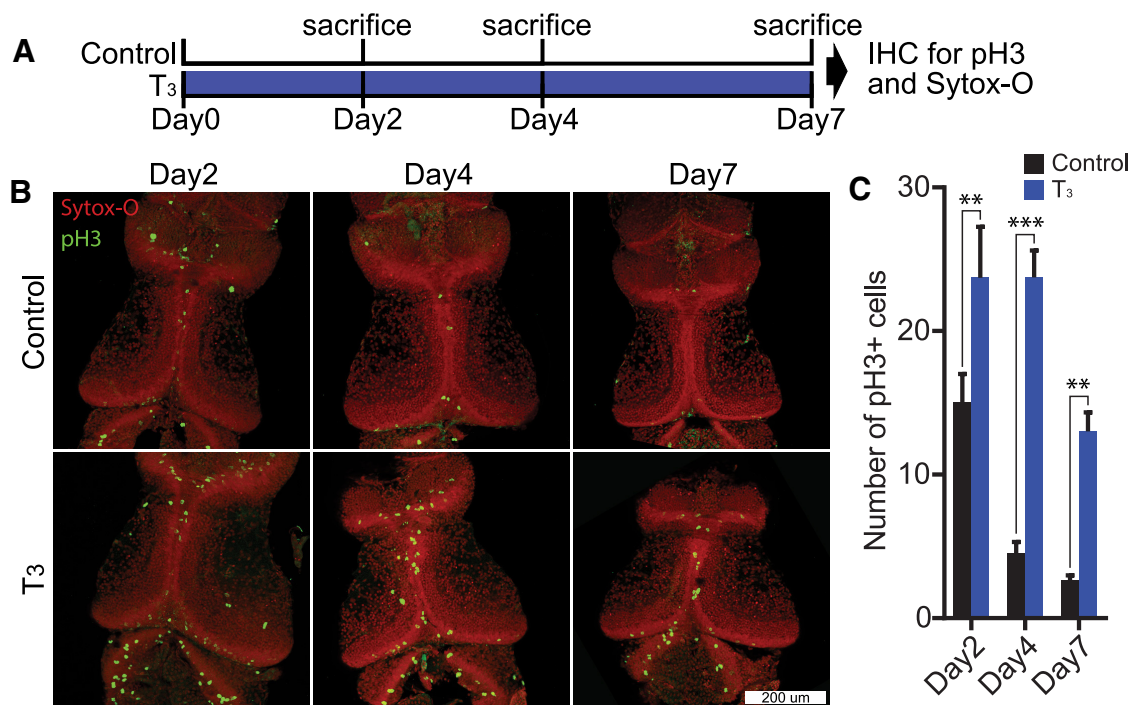 A
sacrifice sacrifice sacrifice
Control
T3
Day0 Day2 Day4 Day7
IHC for pH3
and Sytox-O
B
Day2 Day4 Day7
Sytox-O
pH3
Control
T3
200 um
C
Control
T3
Number of pH3+ cells
30
20
10
0
** *** **
Day2 Day4 Day7